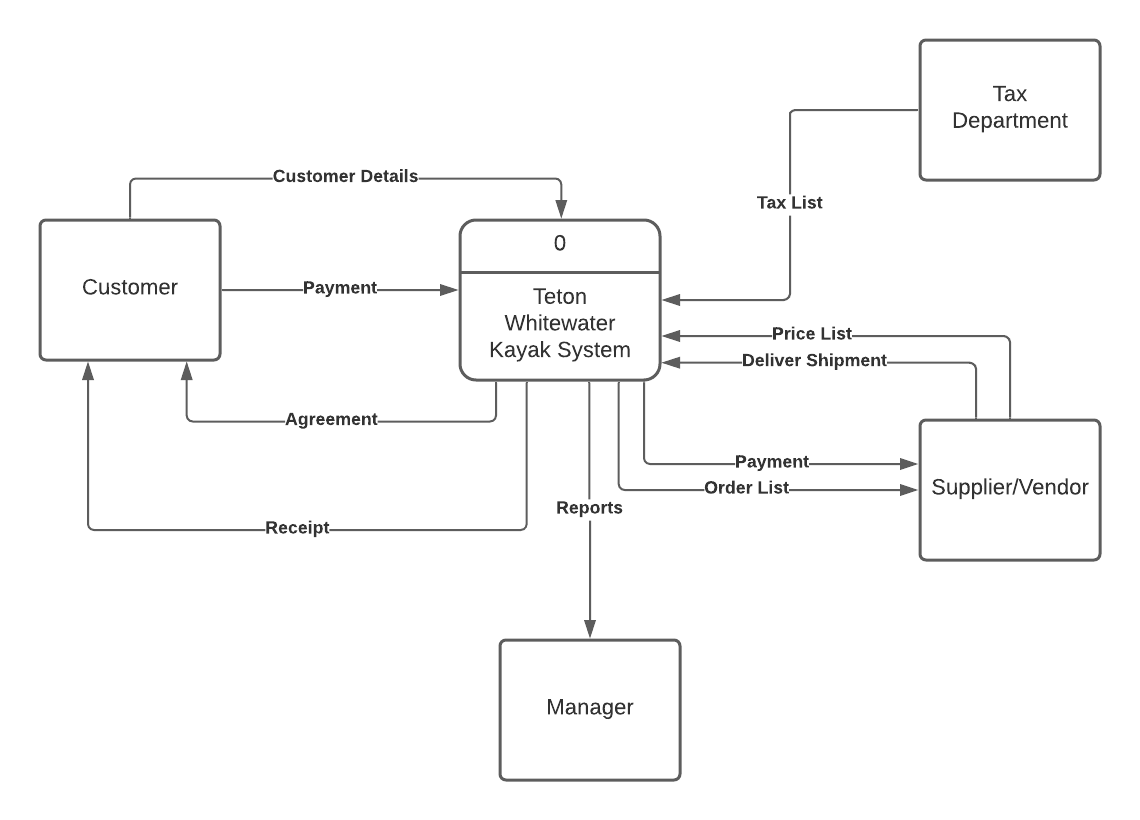 Tax
Department
Customer Details
Tax List
0
Customer
Payment
Teton
Whitewater
Kayak System
Price List
Deliver Shipment
Agreement
Payment
Order List
Supplier/Vendor
Reports
Receipt
Manager